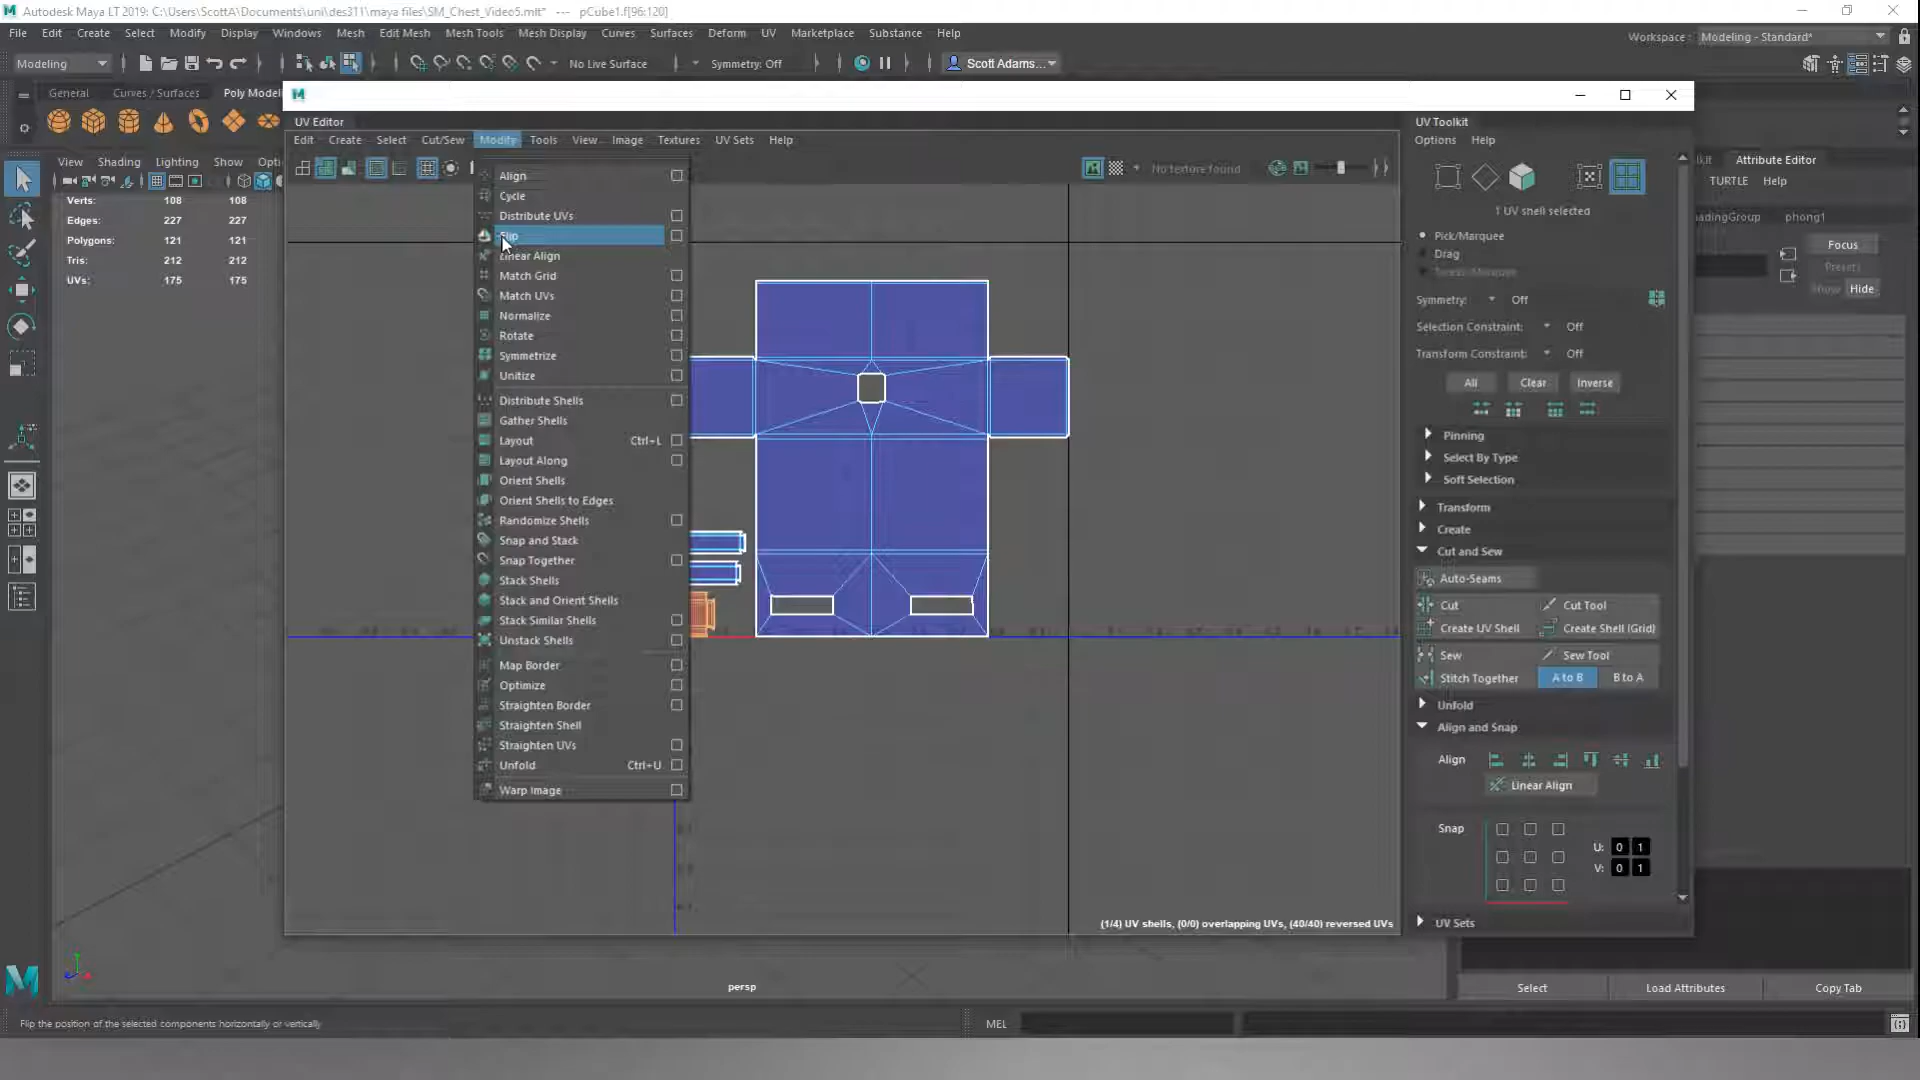 Autodesk Maya LT 2019: C:\Users\ScottA\Documents\uni\des311\maya files\SM_Chest_Video5.mlt* --- pCube1.f[96:120]
File Edit Create Select Modify Display Windows Mesh Edit Mesh Mesh Tools Mesh Display Curves Surfaces Deform UV Marketplace Substance Help
Workspace : Modeling - Standard*
Modeling
No Live Surface
Symmetry: Off
Scott Adams...
General Curves / Surfaces Poly Model
UV Editor
UV Toolkit
Edit Create Select Cut/Sew Modify Tools View Image Textures UV Sets Help
Options Help
View Shading Lighting Show
No texture found
Attribute Editor
TURTLE Help
Verts: 108 108
Edges: 227 227
Polygons: 121 121
Tris: 212 212
UVs: 175 175
Align
Cycle
Distribute UVs
Flip
Linear Align
Match Grid
Match UVs
Normalize
Rotate
Symmetrize
Unitize
Distribute Shells
Gather Shells
Layout Ctrl+L
Layout Along
Orient Shells
Orient Shells to Edges
Randomize Shells
Snap and Stack
Snap Together
Stack Shells
Stack and Orient Shells
Stack Similar Shells
Unstack Shells
Map Border
Optimize
Straighten Border
Straighten Shell
Straighten UVs
Unfold Ctrl+U
Warp Image
1 UV shell selected
Pick/Marquee
Drag
Tweak/Marquee
Symmetry: Off
Selection Constraint: Off
Transform Constraint: Off
All Clear Inverse
Pinning
Select By Type
Soft Selection
Transform
Create
Cut and Sew
Auto-Seams
Cut Cut Tool
Create UV Shell Create Shell (Grid)
Sew Sew Tool
Stitch Together A to B B to A
Unfold
Align and Snap
Align
Linear Align
Snap
U: 0 1
V: 0 1
UV Sets
phong1
Focus
Presets
Show Hide
(1/4) UV shells, (0/0) overlapping UVs, (40/40) reversed UVs
persp
Select Load Attributes Copy Tab
Flip the position of the selected components horizontally or vertically
MEL